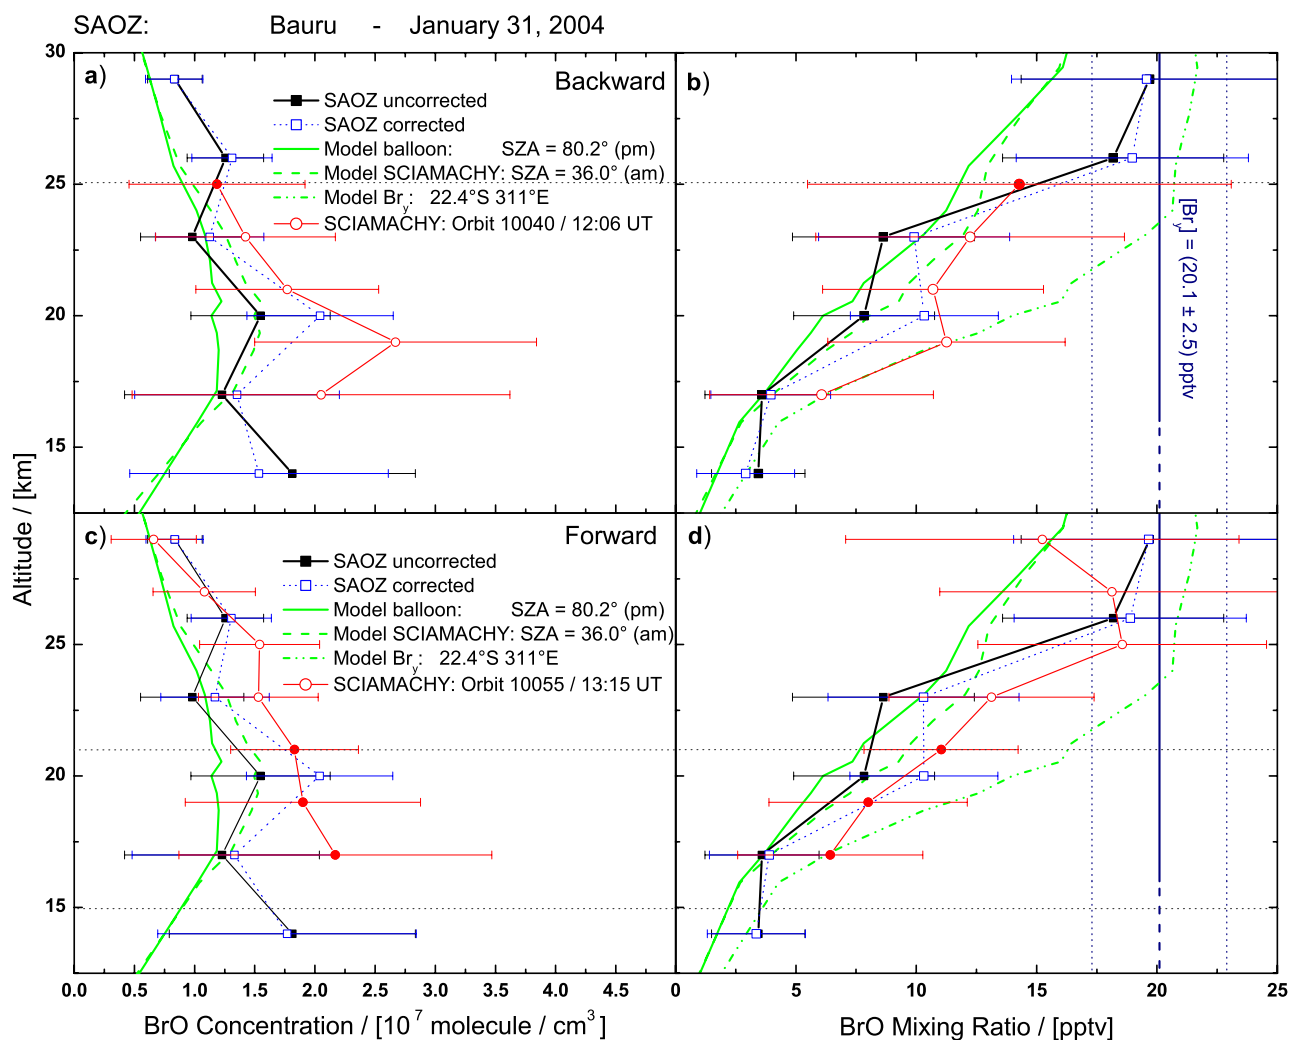 SAOZ: Bauru - January 31, 2004
a) Backward
SAOZ uncorrected
SAOZ corrected
Model balloon: SZA = 80.2° (pm)
Model SCIAMACHY: SZA = 36.0° (am)
Model Bry: 22.4°S 311°E
SCIAMACHY: Orbit 10040 / 12:06 UT
b)
[Bry] = (20.1 ± 2.5) pptv
30
25
20
15
c) Forward
SAOZ uncorrected
SAOZ corrected
Model balloon: SZA = 80.2° (pm)
Model SCIAMACHY: SZA = 36.0° (am)
Model Bry: 22.4°S 311°E
SCIAMACHY: Orbit 10055 / 13:15 UT
d)
25
20
15
Altitude / [km]
0.0 0.5 1.0 1.5 2.0 2.5 3.0 3.5 4.0 4.5 0 5 10 15 20 25
BrO Concentration / [10⁷ molecule / cm³] BrO Mixing Ratio / [pptv]